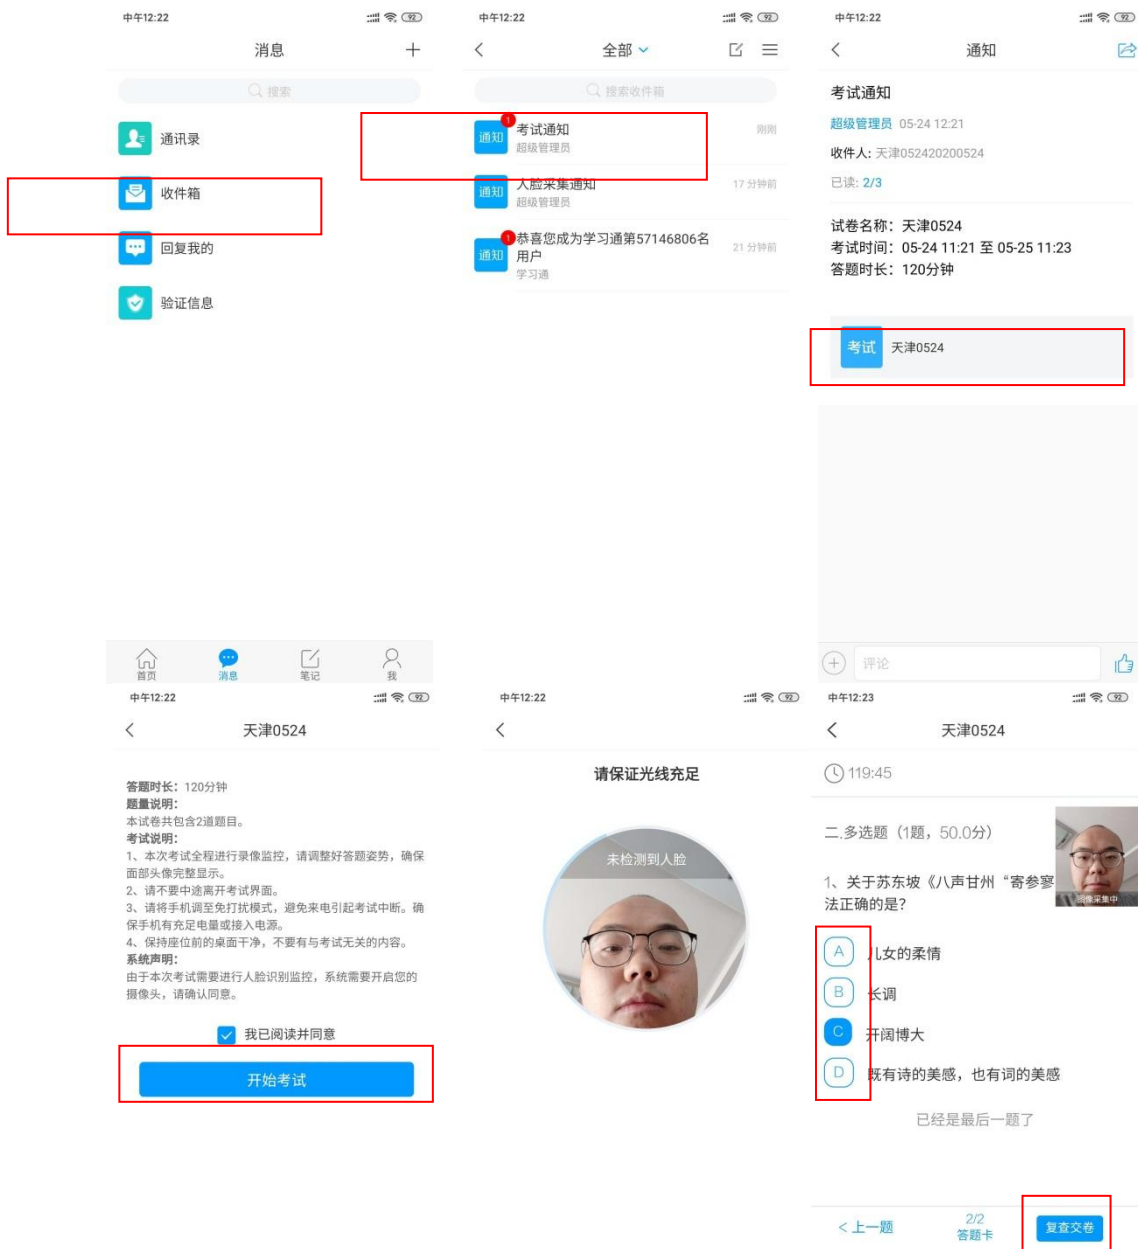 中午12:22
92
消息
搜索
通讯录
收件箱
回复我的
验证信息
首页
消息
笔记
我
中午12:22
92
全部
搜索收件箱
通知
1
考试通知
超级管理员
刚刚
通知
人脸采集通知
超级管理员
17 分钟前
通知
1
恭喜您成为学习通第57146806名
用户
学习通
21 分钟前
中午12:22
92
通知
考试通知
超级管理员 05-24 12:21
收件人: 天津052420200524
已读: 2/3
试卷名称：天津0524
考试时间：05-24 11:21 至 05-25 11:23
答题时长：120分钟
考试
天津0524
评论
中午12:22
92
天津0524
答题时长：120分钟
题量说明：
本试卷共包含2道题目。
考试说明：
1、本次考试全程进行录像监控，请调整好答题姿势，确保
面部头像完整显示。
2、请不要中途离开考试界面。
3、请将手机调至免打扰模式，避免来电引起考试中断。确
保手机有充足电量或接入电源。
4、保持座位前的桌面干净，不要有与考试无关的内容。
系统声明：
由于本次考试需要进行人脸识别监控，系统需要开启您的
摄像头，请确认同意。
我已阅读并同意
开始考试
中午12:22
92
请保证光线充足
未检测到人脸
中午12:23
92
天津0524
119:45
二.多选题（1题，50.0分）
图像采集中
1、关于苏东坡《八声甘州“寄参寥
法正确的是？
A 儿女的柔情
B 长调
C 开阔博大
D 既有诗的美感，也有词的美感
已经是最后一题了
< 上一题
2/2
答题卡
复查交卷